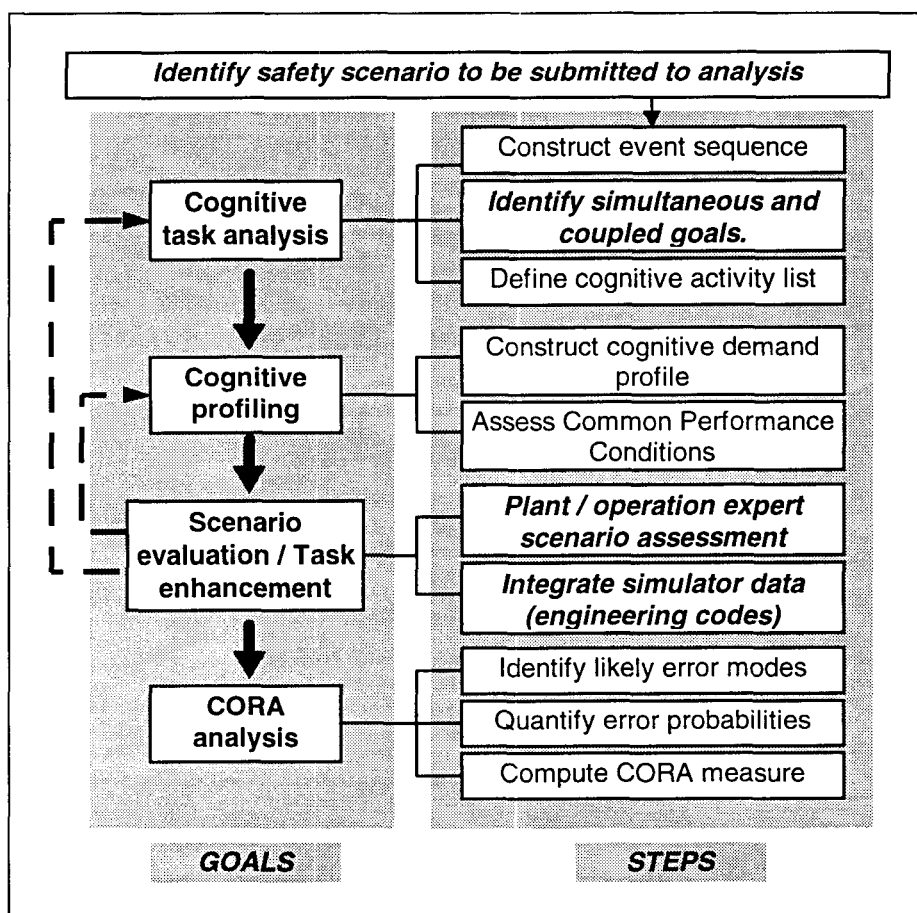 Identify safety scenario to be submitted to analysis
Construct event sequence
Cognitive
task analysis
Identify simultaneous and
coupled goals.
Define cognitive activity list
Cognitive
profiling
Construct cognitive demand
profile
Assess Common Performance
Conditions
Scenario
evaluation / Task
enhancement
Plant / operation expert
scenario assessment
Integrate simulator data
(engineering codes)
CORA
analysis
Identify likely error modes
Quantify error probabilities
Compute CORA measure
GOALS
STEPS